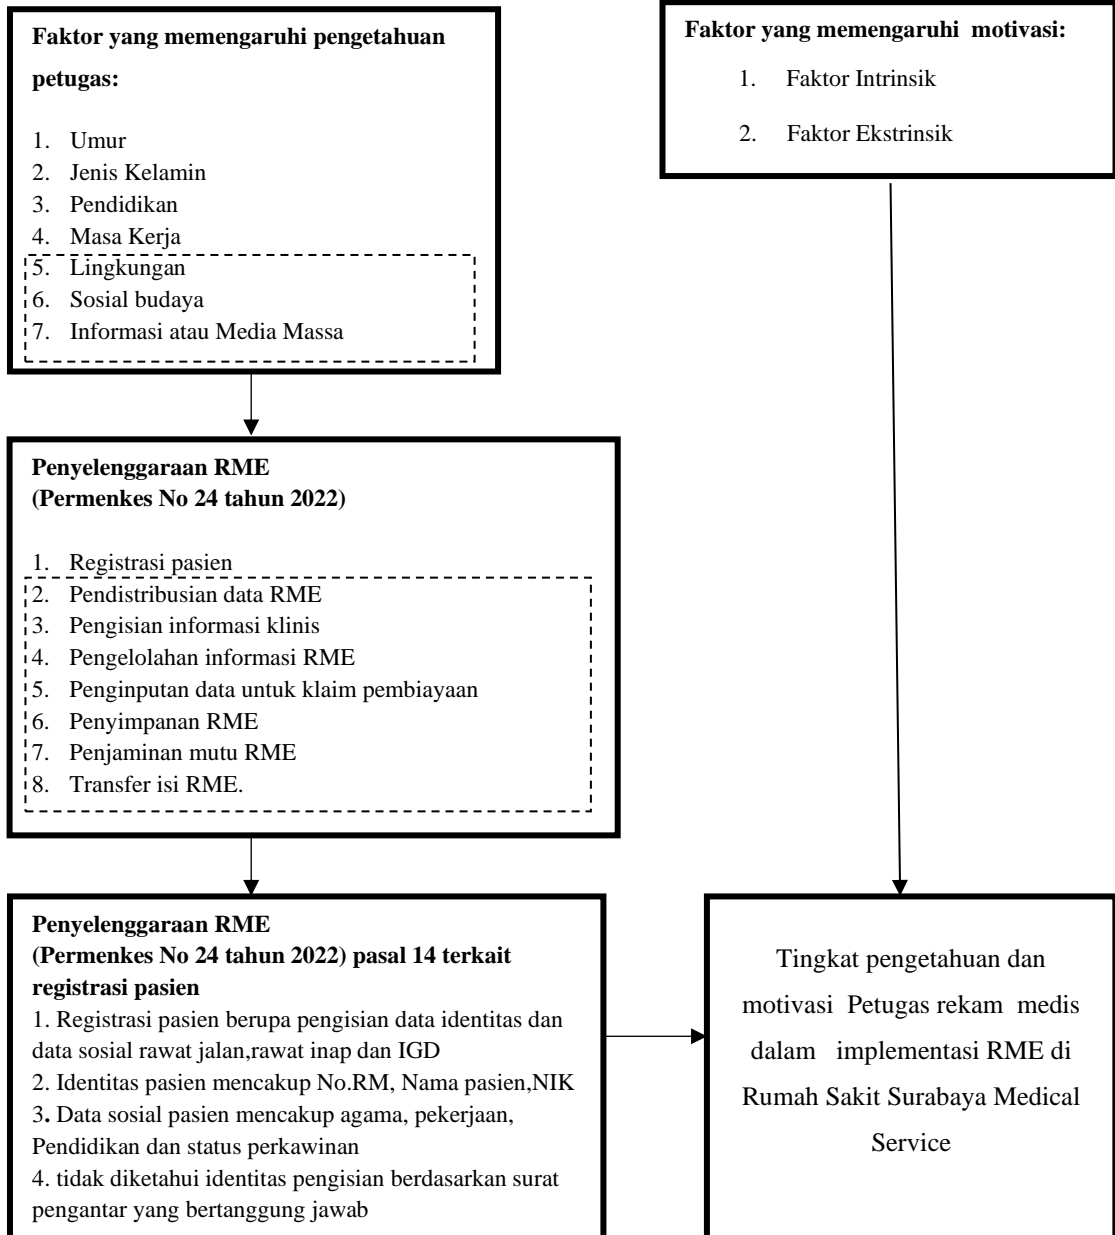 Faktor yang memengaruhi pengetahuan
petugas:
1. Umur
2. Jenis Kelamin
3. Pendidikan
4. Masa Kerja
5. Lingkungan
6. Sosial budaya
7. Informasi atau Media Massa
Faktor yang memengaruhi motivasi:
1. Faktor Intrinsik
2. Faktor Ekstrinsik
Penyelenggaraan RME
(Permenkes No 24 tahun 2022)
1. Registrasi pasien
2. Pendistribusian data RME
3. Pengisian informasi klinis
4. Pengelolahan informasi RME
5. Penginputan data untuk klaim pembiayaan
6. Penyimpanan RME
7. Penjaminan mutu RME
8. Transfer isi RME.
Penyelenggaraan RME
(Permenkes No 24 tahun 2022) pasal 14 terkait
registrasi pasien
1. Registrasi pasien berupa pengisian data identitas dan
data sosial rawat jalan,rawat inap dan IGD
2. Identitas pasien mencakup No.RM, Nama pasien,NIK
3. Data sosial pasien mencakup agama, pekerjaan,
Pendidikan dan status perkawinan
4. tidak diketahui identitas pengisian berdasarkan surat
pengantar yang bertanggung jawab
Tingkat pengetahuan dan
motivasi Petugas rekam medis
dalam implementasi RME di
Rumah Sakit Surabaya Medical
Service